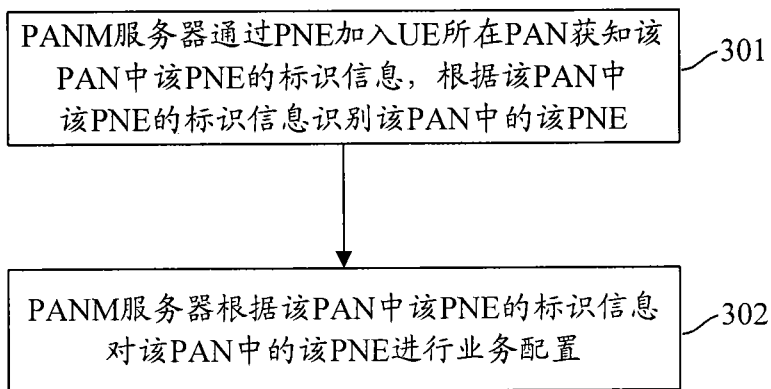 PANM服务器通过PNE加入UE所在PAN获知该
PAN中该PNE的标识信息，根据该PAN中
该PNE的标识信息识别该PAN中的该PNE
301
PANM服务器根据该PAN中该PNE的标识信息
对该PAN中的该PNE进行业务配置
302